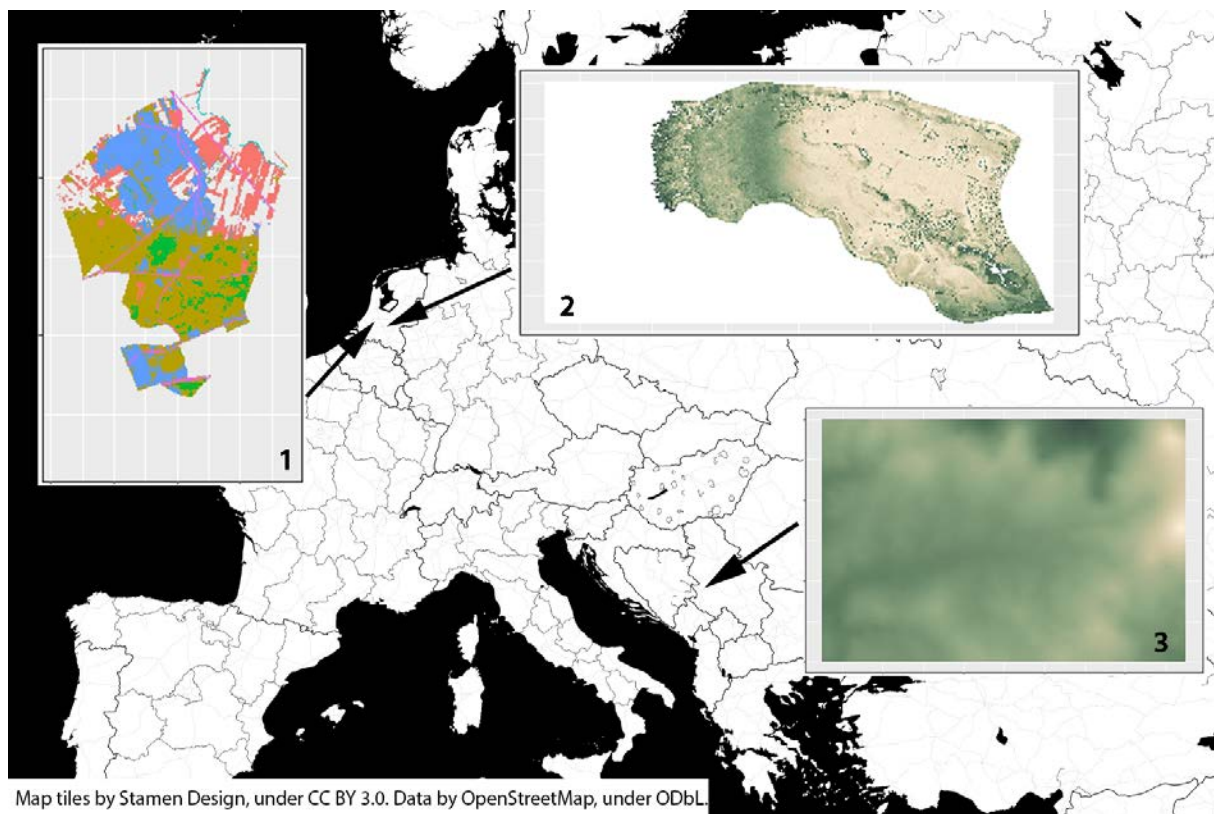 1
2
3
Map tiles by Stamen Design, under CC BY 3.0. Data by OpenStreetMap, under ODbL.